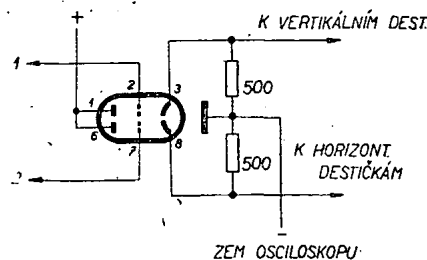 +
K VERTIKÁLNÍM DEST.
1
2 3
1
500
6
7 8
500
K HORIZONT.
DESTIČKÁM
2
−
ZEM OSCILOSKOPU